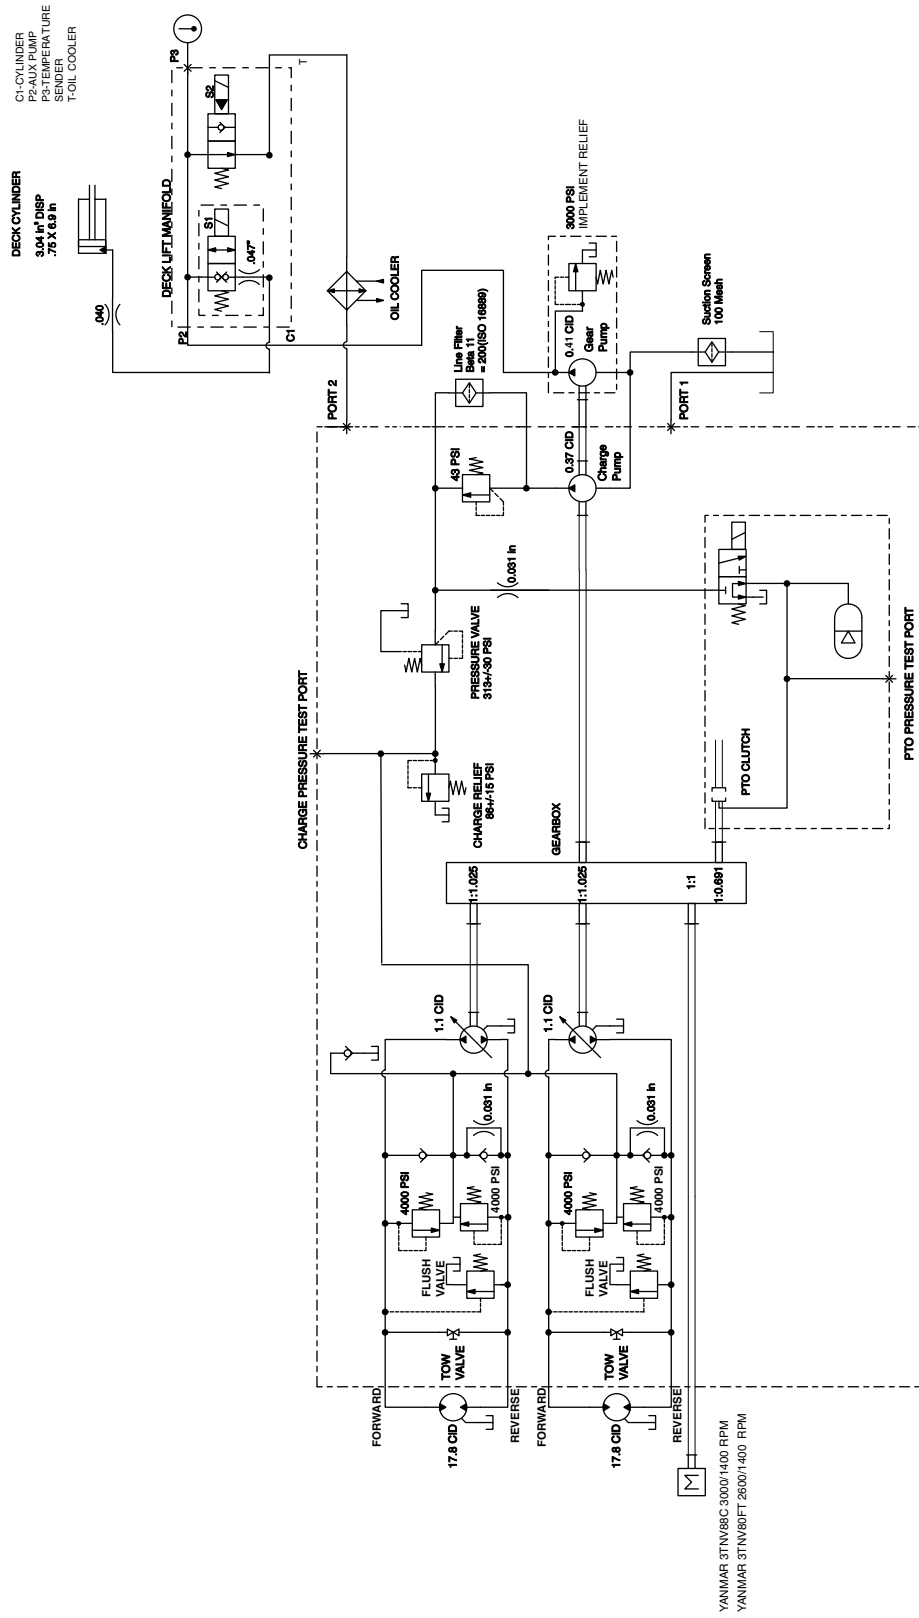 C1-CYLINDER
P2-AUX PUMP
P3-TEMPERATURE
SENDER
T-OIL COOLER
DECK CYLINDER
3.04 in³ DISP
.75 X 6.9 in
.040
DECK LIFT MANIFOLD
P3
S2
T
S1
.047"
P2
C1
OIL COOLER
PORT 2
3000 PSI
IMPLEMENT RELIEF
Line Filter
Beta 11
= 200(ISO 16889)
0.41 CID
Gear
Pump
Suction Screen
100 Mesh
PORT 1
43 PSI
0.37 CID
Charge
Pump
0.031 in
PRESSURE VALVE
313+/-30 PSI
CHARGE PRESSURE TEST PORT
CHARGE RELIEF
86+/-15 PSI
PTO CLUTCH
PTO PRESSURE TEST PORT
GEARBOX
1:1.025
1:1.025
1:1
1:0.691
1.1 CID
1.1 CID
0.031 in
0.031 in
4000 PSI
4000 PSI
4000 PSI
4000 PSI
FLUSH
VALVE
FLUSH
VALVE
TOW
VALVE
TOW
VALVE
FORWARD
REVERSE
FORWARD
REVERSE
17.8 CID
17.8 CID
M
YANMAR 3TNV88C 3000/1400 RPM
YANMAR 3TNV80FT 2600/1400 RPM